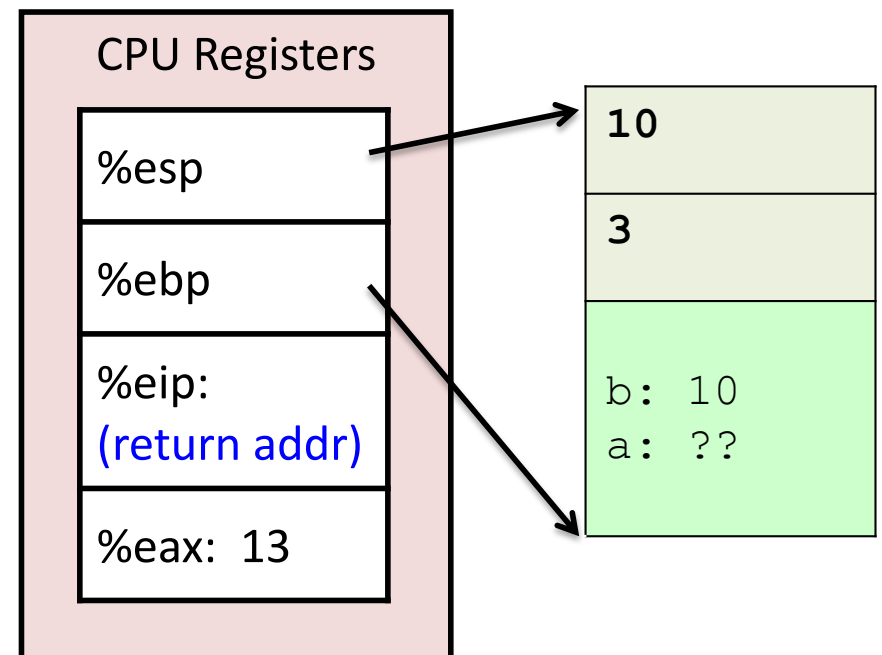 CPU Registers
%esp
%ebp
%eip:
(return addr)
%eax: 13
10
3
b: 10
a: ??